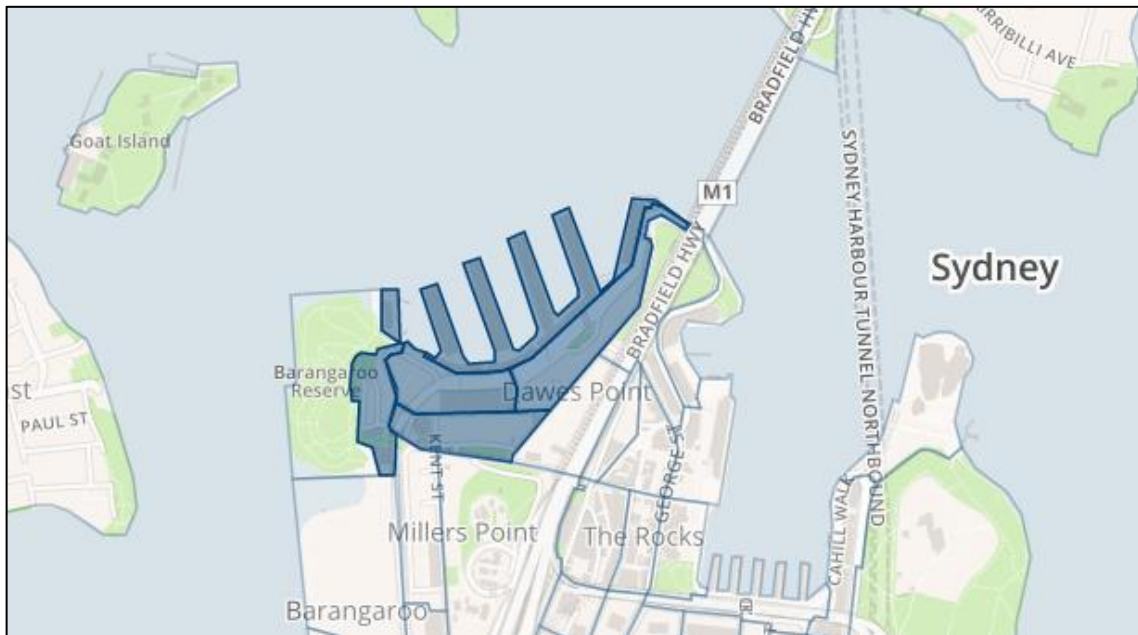 BRADFIELD HWY
RIBILLI AVE
Goat Island
M1
SYDNEY HARBOUR TUNNEL NORTHBOUND
Sydney
BRADFIELD HWY
Barangaroo
Reserve
Dawes Point
st
PAUL ST
KENT ST
GEORGE ST
CAHILL WALK
Millers Point
The Rocks
Barangaroo